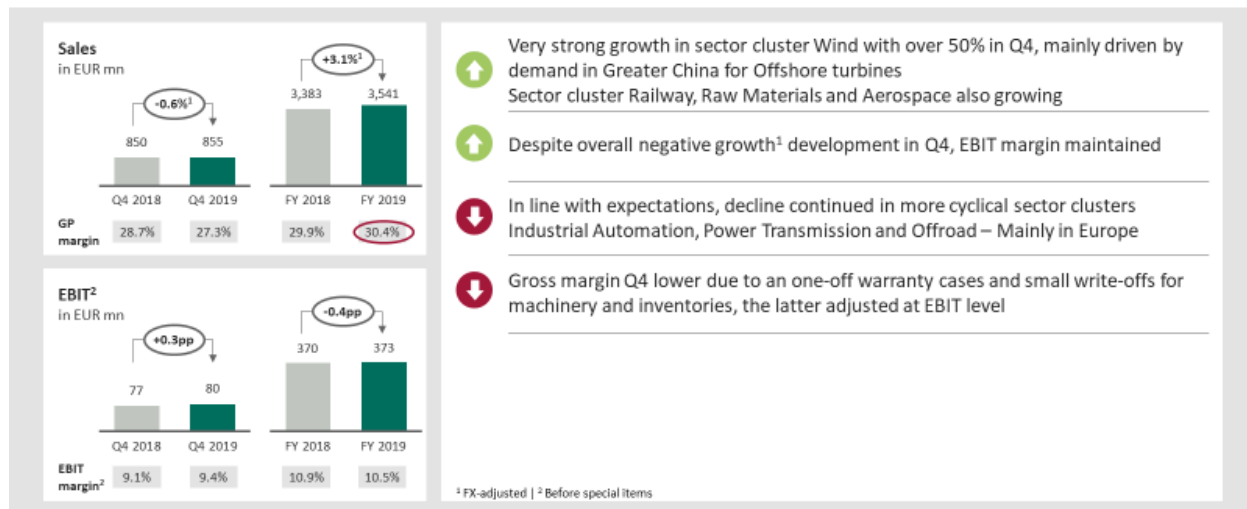 Sales
in EUR mn
-0.6%¹
+3.1%¹
850
855
3,383
3,541
Q4 2018
Q4 2019
FY 2018
FY 2019
GP
margin
28.7%
27.3%
29.9%
30.4%
EBIT²
in EUR mn
+0.3pp
-0.4pp
77
80
370
373
Q4 2018
Q4 2019
FY 2018
FY 2019
EBIT
margin²
9.1%
9.4%
10.9%
10.5%
Very strong growth in sector cluster Wind with over 50% in Q4, mainly driven by
demand in Greater China for Offshore turbines
Sector cluster Railway, Raw Materials and Aerospace also growing
Despite overall negative growth¹ development in Q4, EBIT margin maintained
In line with expectations, decline continued in more cyclical sector clusters
Industrial Automation, Power Transmission and Offroad – Mainly in Europe
Gross margin Q4 lower due to an one-off warranty cases and small write-offs for
machinery and inventories, the latter adjusted at EBIT level
¹ FX-adjusted | ² Before special items